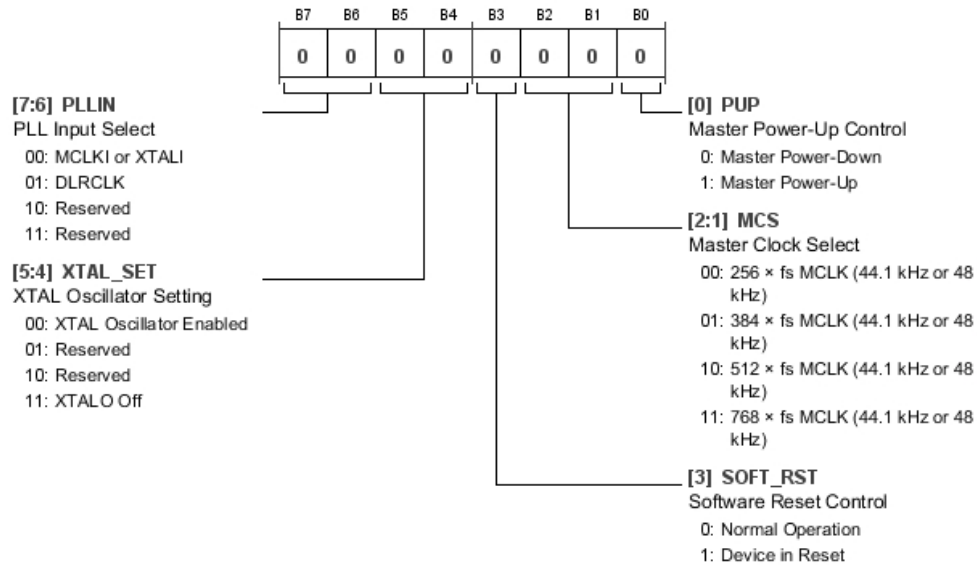 B7 B6 B5 B4 B3 B2 B1 B0
0 0 0 0 0 0 0 0
[7:6] PLLIN
PLL Input Select
00: MCLKI or XTALI
01: DLRCLK
10: Reserved
11: Reserved
[5:4] XTAL_SET
XTAL Oscillator Setting
00: XTAL Oscillator Enabled
01: Reserved
10: Reserved
11: XTALO Off
[0] PUP
Master Power-Up Control
0: Master Power-Down
1: Master Power-Up
[2:1] MCS
Master Clock Select
00: 256 × fs MCLK (44.1 kHz or 48
kHz)
01: 384 × fs MCLK (44.1 kHz or 48
kHz)
10: 512 × fs MCLK (44.1 kHz or 48
kHz)
11: 768 × fs MCLK (44.1 kHz or 48
kHz)
[3] SOFT_RST
Software Reset Control
0: Normal Operation
1: Device in Reset